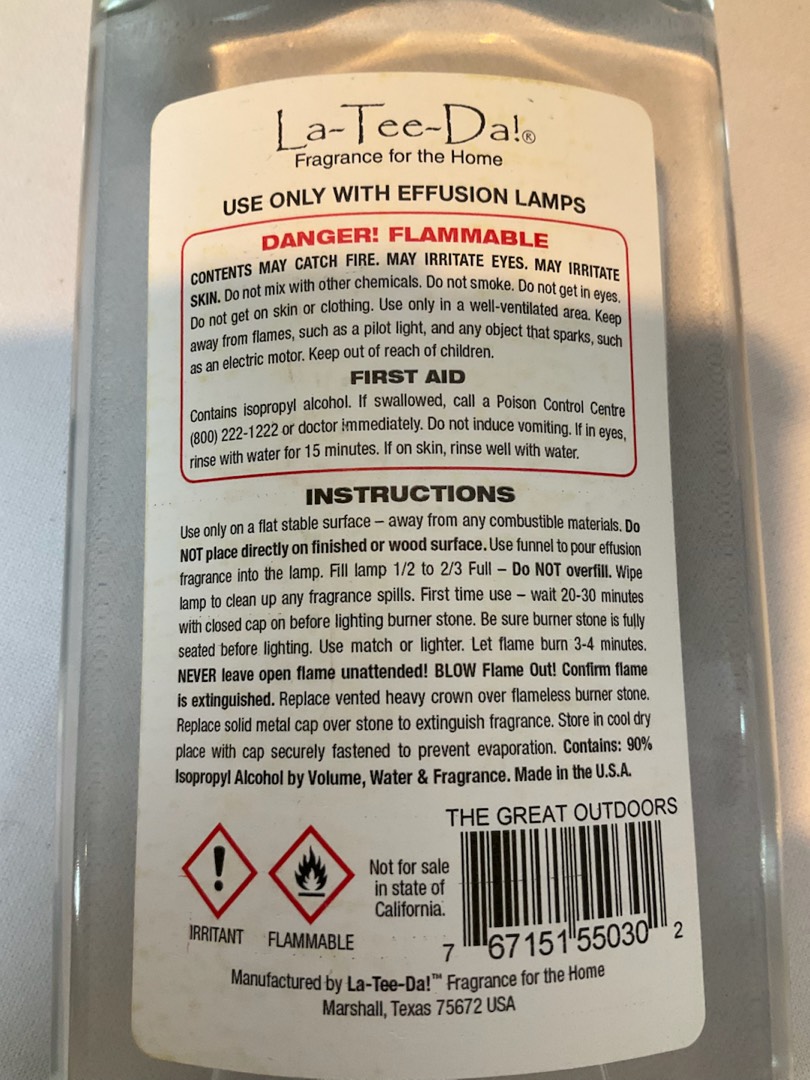 La-Tee-Da!®
Fragrance for the Home
USE ONLY WITH EFFUSION LAMPS
DANGER! FLAMMABLE
CONTENTS MAY CATCH FIRE. MAY IRRITATE EYES. MAY IRRITATE
SKIN. Do not mix with other chemicals. Do not smoke. Do not get in eyes.
Do not get on skin or clothing. Use only in a well-ventilated area. Keep
away from flames, such as a pilot light, and any object that sparks, such
as an electric motor. Keep out of reach of children.
FIRST AID
Contains isopropyl alcohol. If swallowed, call a Poison Control Centre
(800) 222-1222 or doctor immediately. Do not induce vomiting. If in eyes,
rinse with water for 15 minutes. If on skin, rinse well with water.
INSTRUCTIONS
Use only on a flat stable surface – away from any combustible materials. Do
NOT place directly on finished or wood surface. Use funnel to pour effusion
fragrance into the lamp. Fill lamp 1/2 to 2/3 Full – Do NOT overfill. Wipe
lamp to clean up any fragrance spills. First time use – wait 20-30 minutes
with closed cap on before lighting burner stone. Be sure burner stone is fully
seated before lighting. Use match or lighter. Let flame burn 3-4 minutes.
NEVER leave open flame unattended! BLOW Flame Out! Confirm flame
is extinguished. Replace vented heavy crown over flameless burner stone.
Replace solid metal cap over stone to extinguish fragrance. Store in cool dry
place with cap securely fastened to prevent evaporation. Contains: 90%
Isopropyl Alcohol by Volume, Water & Fragrance. Made in the U.S.A.
THE GREAT OUTDOORS
Not for sale
in state of
California.
IRRITANT FLAMMABLE
7 67151 55030 2
Manufactured by La-Tee-Da!™ Fragrance for the Home
Marshall, Texas 75672 USA